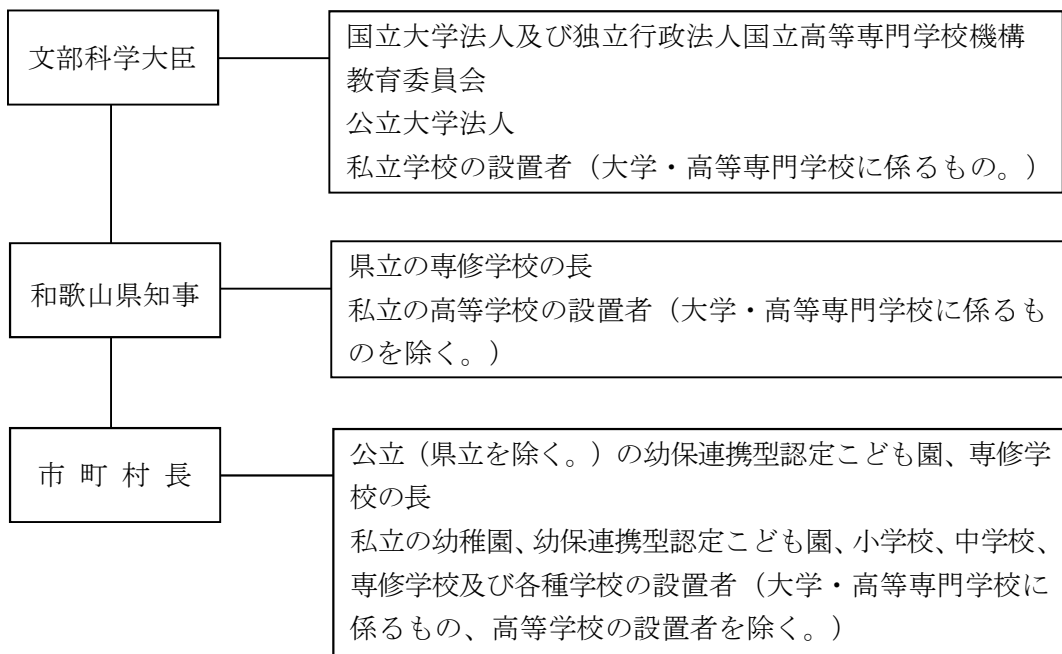 文部科学大臣
国立大学法人及び独立行政法人国立高等専門学校機構
教育委員会
公立大学法人
私立学校の設置者（大学・高等専門学校に係るもの。）
和歌山県知事
県立の専修学校の長
私立の高等学校の設置者（大学・高等専門学校に係るも
のを除く。）
市町村長
公立（県立を除く。）の幼保連携型認定こども園、専修学
校の長
私立の幼稚園、幼保連携型認定こども園、小学校、中学校、
専修学校及び各種学校の設置者（大学・高等専門学校に
係るもの、高等学校の設置者を除く。）